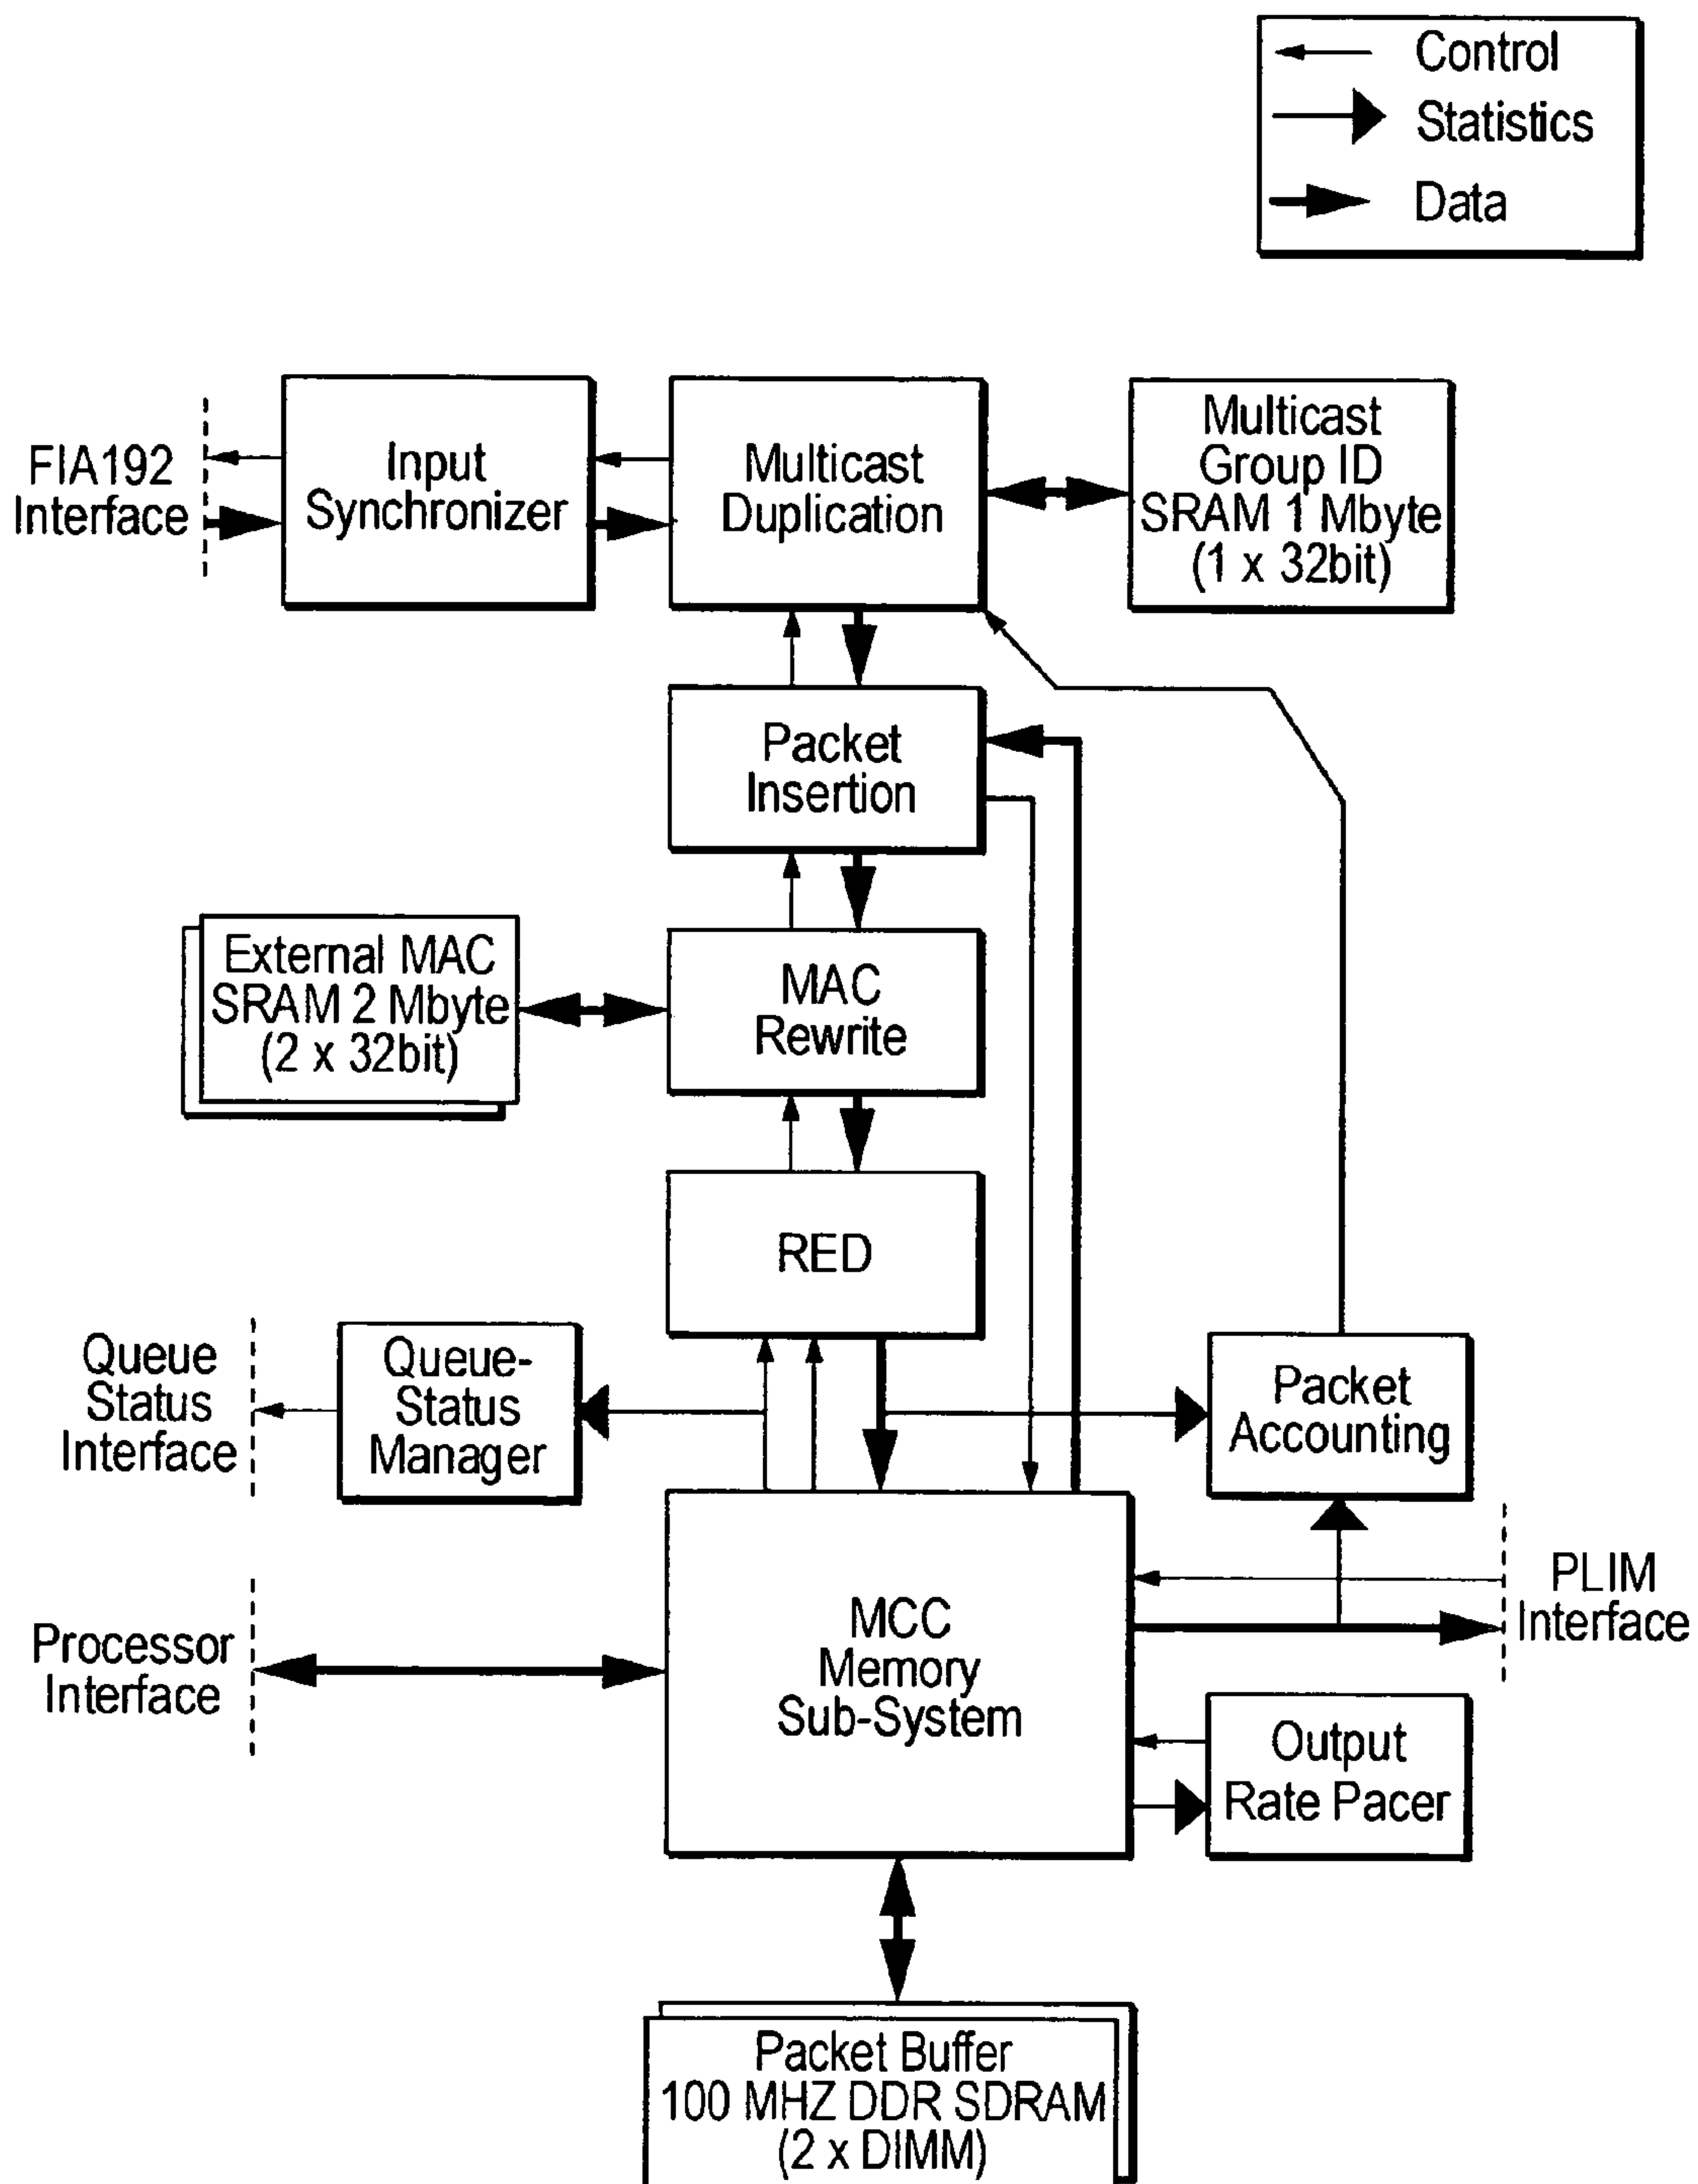 Control
Statistics
Data
FIA192
Interface
Input
Synchronizer
Multicast
Duplication
Multicast
Group ID
SRAM 1 Mbyte
(1 x 32bit)
Packet
Insertion
External MAC
SRAM 2 Mbyte
(2 x 32bit)
MAC
Rewrite
RED
Queue
Status
Interface
Queue-
Status
Manager
Packet
Accounting
Processor
Interface
MCC
Memory
Sub-System
PLIM
Interface
Output
Rate Pacer
Packet Buffer
100 MHZ DDR SDRAM
(2 x DIMM)